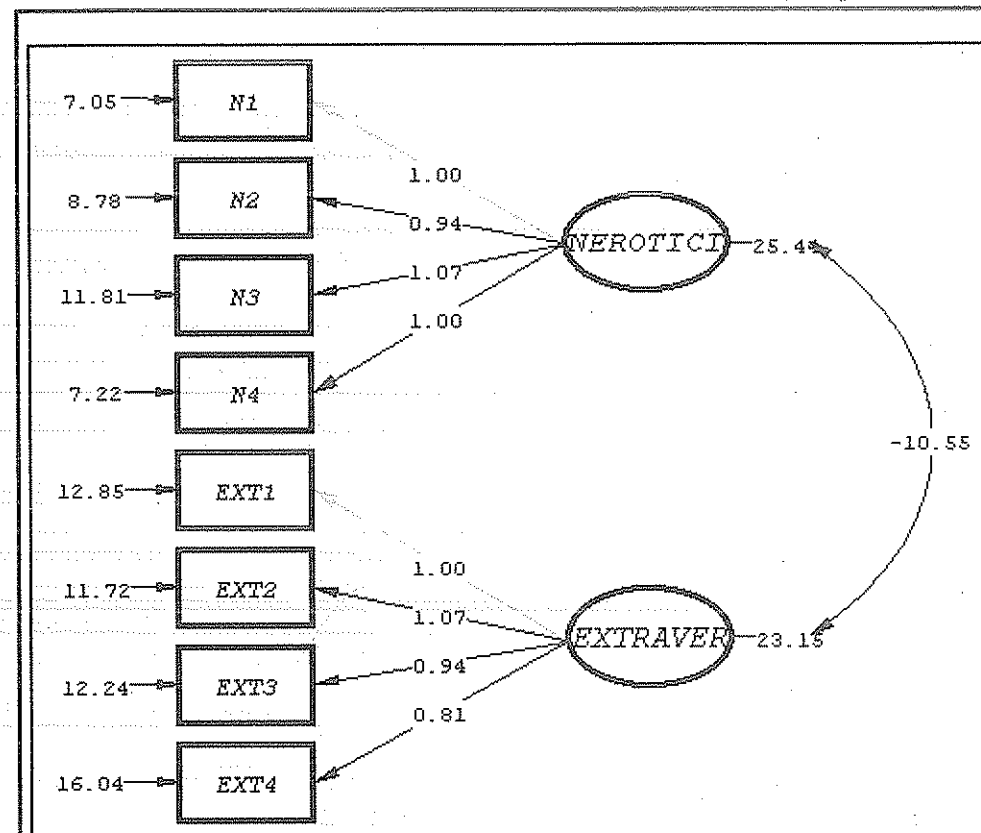 7.05 N1
1.00
8.78 N2
0.94
NEROTICI
11.81 N3
1.07
1.00
7.22 N4
-10.55
12.85 EXT1
1.00
11.72 EXT2
1.07
EXTRAVER 23.15
12.24 EXT3
0.94
0.81
16.04 EXT4